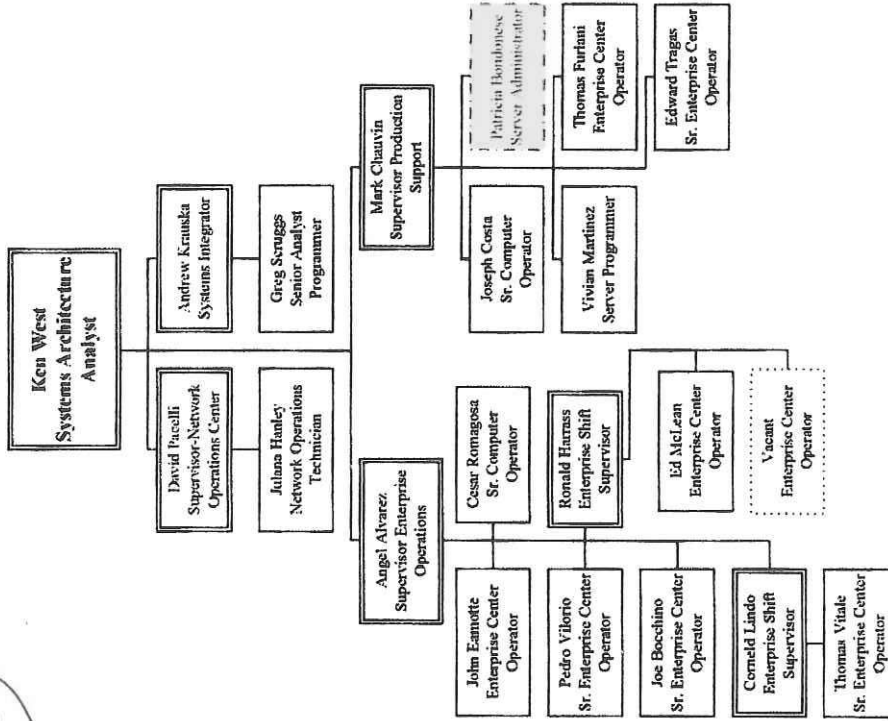 Ken West
Systems Architecture
Analyst
David Pacelli
Supervisor-Network
Operations Center
Andrew Krauska
Systems Integrator
Juliana Hanley
Network Operations
Technician
Greg Scruggs
Senior Analyst
Programmer
Angel Alvarez
Supervisor Enterprise
Operations
Mark Chauvin
Supervisor Production
Support
John Eamotte
Enterprise Center
Operator
Cesar Romagosa
Sr. Computer
Operator
Joseph Costa
Sr. Computer
Operator
Patricia Bondonese
Server Administrator
Pedro Vilorio
Sr. Enterprise Center
Operator
Ronald Harrass
Enterprise Shift
Supervisor
Vivian Martinez
Server Programmer
Thomas Furlani
Enterprise Center
Operator
Joe Bocchino
Sr. Enterprise Center
Operator
Ed McLean
Enterprise Center
Operator
Edward Tragas
Sr. Enterprise Center
Operator
Corneld Lindo
Enterprise Shift
Supervisor
Vacant
Enterprise Center
Operator
Thomas Vitale
Sr. Enterprise Center
Operator